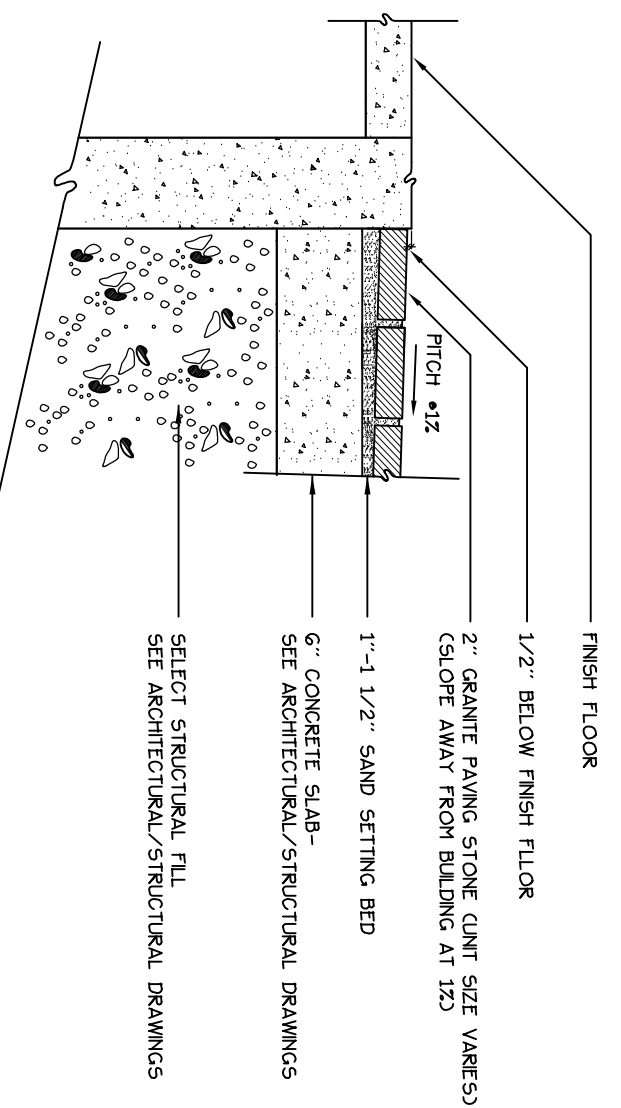 FINISH FLOOR
1/2" BELOW FINISH FLLOR
2" GRANITE PAVING STONE (UNIT SIZE VARIES)
(SLOPE AWAY FROM BUILDING AT 1%)
PITCH @1%
1"-1 1/2" SAND SETTING BED
6" CONCRETE SLAB-
SEE ARCHITECTURAL/STRUCTURAL DRAWINGS
SELECT STRUCTURAL FILL
SEE ARCHITECTURAL/STRUCTURAL DRAWINGS